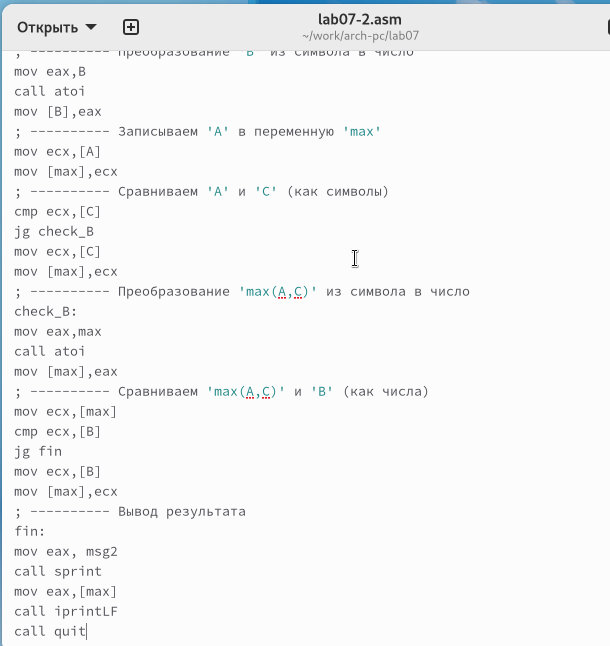 Открыть
lab07-2.asm
~/work/arch-pc/lab07
; ---------- Преобразование 'B' из символа в число
mov eax,B
call atoi
mov [B],eax
; ---------- Записываем 'A' в переменную 'max'
mov ecx,[A]
mov [max],ecx
; ---------- Сравниваем 'A' и 'C' (как символы)
cmp ecx,[C]
jg check_B
mov ecx,[C]
mov [max],ecx
; ---------- Преобразование 'max(A,C)' из символа в число
check_B:
mov eax,max
call atoi
mov [max],eax
; ---------- Сравниваем 'max(A,C)' и 'B' (как числа)
mov ecx,[max]
cmp ecx,[B]
jg fin
mov ecx,[B]
mov [max],ecx
; ---------- Вывод результата
fin:
mov eax, msg2
call sprint
mov eax,[max]
call iprintLF
call quit